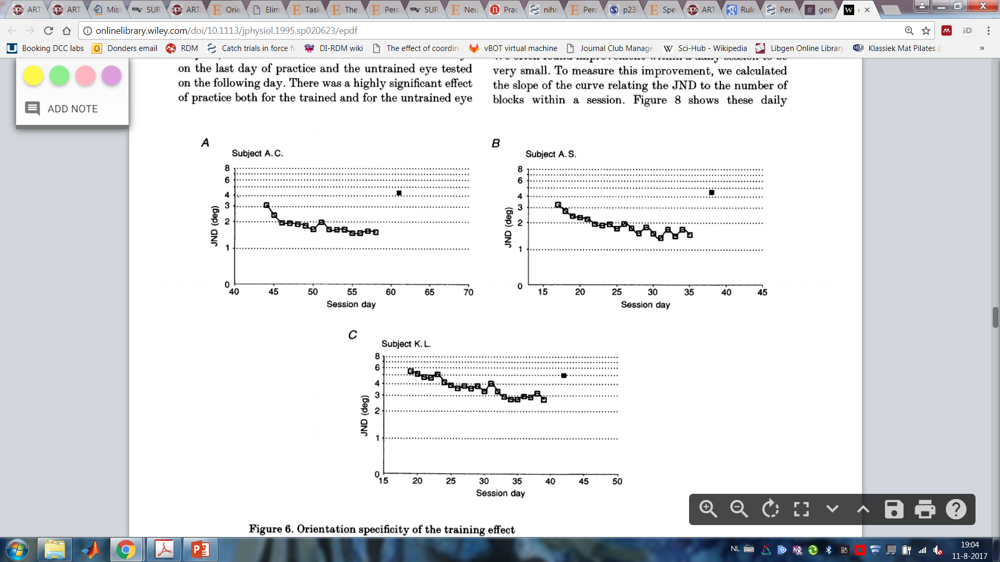 ART
ART
Miss
SUR
ART
Orie
Elim
Task
The
Perc
SUR
Neu
Prac
nihm
Perc
p23
Spe
ART
Rule
Perc
gen
onlinelibrary.wiley.com/doi/10.1113/jphysiol.1995.sp020623/epdf
Booking DCC labs
Donders email
RDM
Catch trials in force fi
DI-RDM wiki
The effect of coordin
vBOT virtual machine
Journal Club Manage
Sci-Hub - Wikipedia
Libgen Online Library
Klassiek Mat Pilates (
»
ADD NOTE
on the last day of practice and the untrained eye tested
on the following day. There was a highly significant effect
of practice both for the trained and for the untrained eye
We often found improvement within a daily session to be
very small. To measure this improvement, we calculated
the slope of the curve relating the JND to the number of
blocks within a session. Figure 8 shows these daily
A
Subject A. C.
8
6
4
3
2
1
0
JND (deg)
40 45 50 55 60 65 70
Session day
B
Subject A. S.
8
6
4
3
2
1
0
JND (deg)
15 20 25 30 35 40 45
Session day
C
Subject K. L.
8
6
4
3
2
1
0
JND (deg)
15 20 25 30 35 40 45 50
Session day
Figure 6. Orientation specificity of the training effect
NL
19:04
11-8-2017